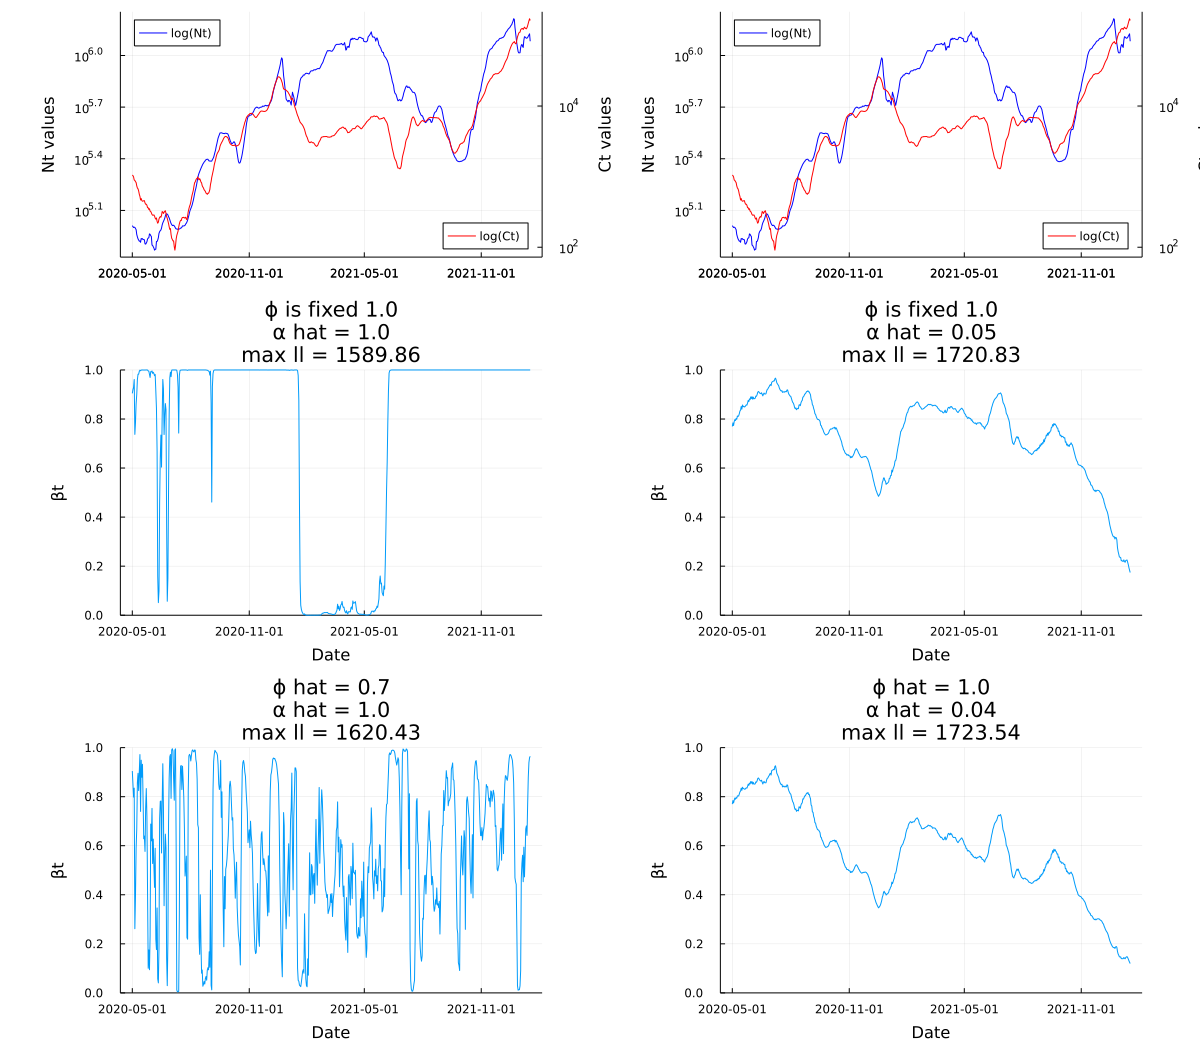 log(Nt)
10^6.0
10^5.7
10^5.4
10^5.1
Nt values
10^4
10^2
Ct values
log(Ct)
2020-05-01 2020-11-01 2021-05-01 2021-11-01
log(Nt)
10^6.0
10^5.7
10^5.4
10^5.1
Nt values
10^4
10^2
log(Ct)
2020-05-01 2020-11-01 2021-05-01 2021-11-01
ϕ is fixed 1.0
α hat = 1.0
max ll = 1589.86
1.0
0.8
0.6
0.4
0.2
0.0
βt
2020-05-01 2020-11-01 2021-05-01 2021-11-01
Date
ϕ is fixed 1.0
α hat = 0.05
max ll = 1720.83
1.0
0.8
0.6
0.4
0.2
0.0
βt
2020-05-01 2020-11-01 2021-05-01 2021-11-01
Date
ϕ hat = 0.7
α hat = 1.0
max ll = 1620.43
1.0
0.8
0.6
0.4
0.2
0.0
βt
2020-05-01 2020-11-01 2021-05-01 2021-11-01
Date
ϕ hat = 1.0
α hat = 0.04
max ll = 1723.54
1.0
0.8
0.6
0.4
0.2
0.0
βt
2020-05-01 2020-11-01 2021-05-01 2021-11-01
Date